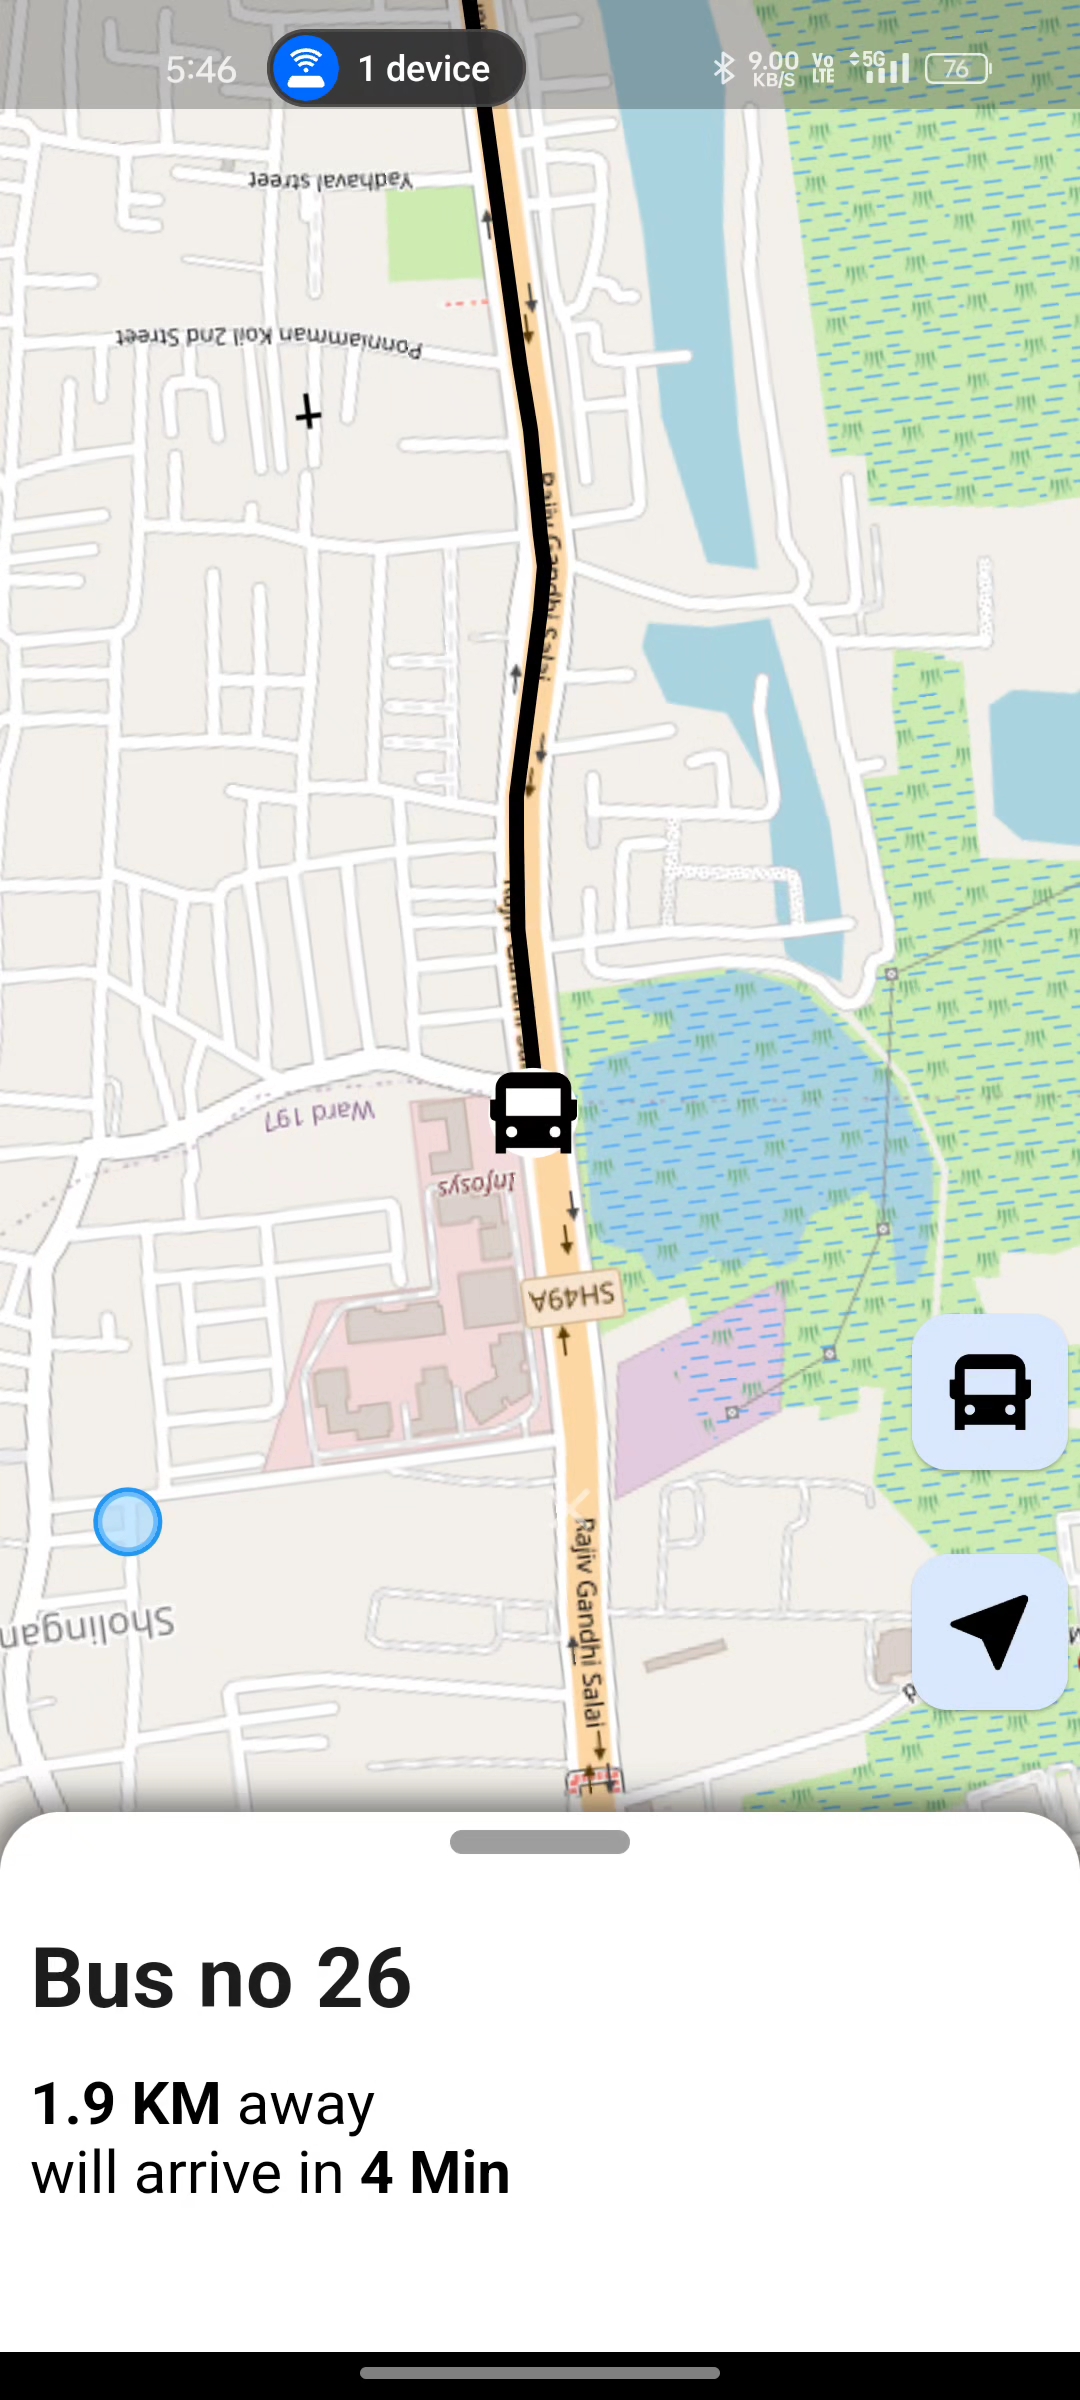 5:46
1 device
9.00
KB/S
Vo
LTE
5G
76
Yadhaval street
Ponniamman Koil 2nd Street
Rajiv Gandhi Salai
Ward 197
Infosys
SH49A
Rajiv Gandhi Salai
Bus no 26
1.9 KM away
will arrive in 4 Min